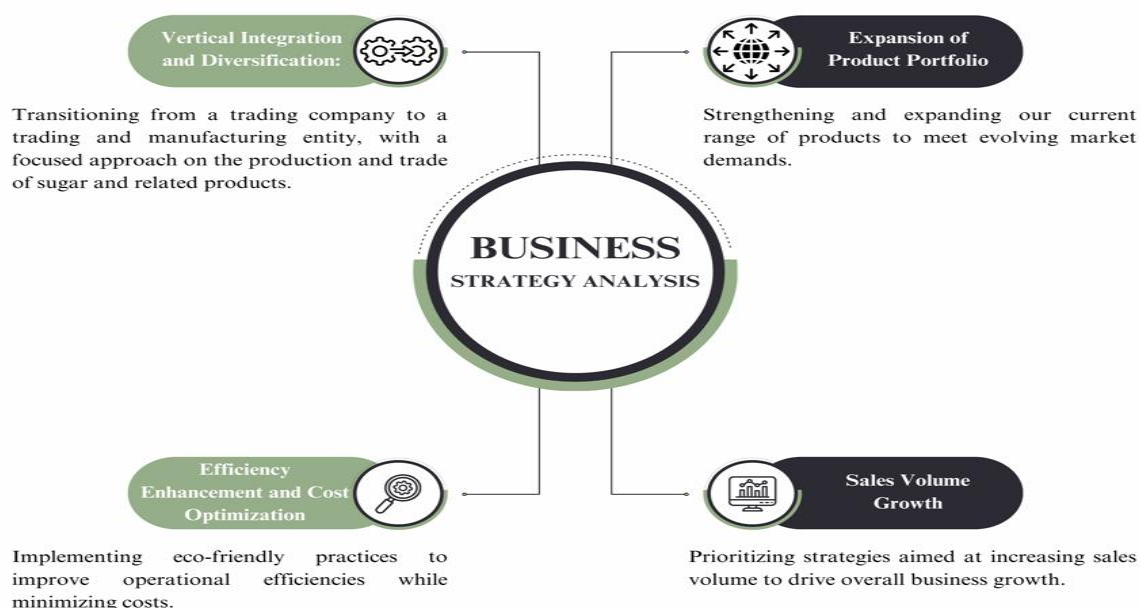 Vertical Integration
and Diversification:
Transitioning from a trading company to a
trading and manufacturing entity, with a
focused approach on the production and trade
of sugar and related products.
Expansion of
Product Portfolio
Strengthening and expanding our current
range of products to meet evolving market
demands.
BUSINESS
STRATEGY ANALYSIS
Efficiency
Enhancement and Cost
Optimization
Implementing eco-friendly practices to
improve operational efficiencies while
minimizing costs.
Sales Volume
Growth
Prioritizing strategies aimed at increasing sales
volume to drive overall business growth.